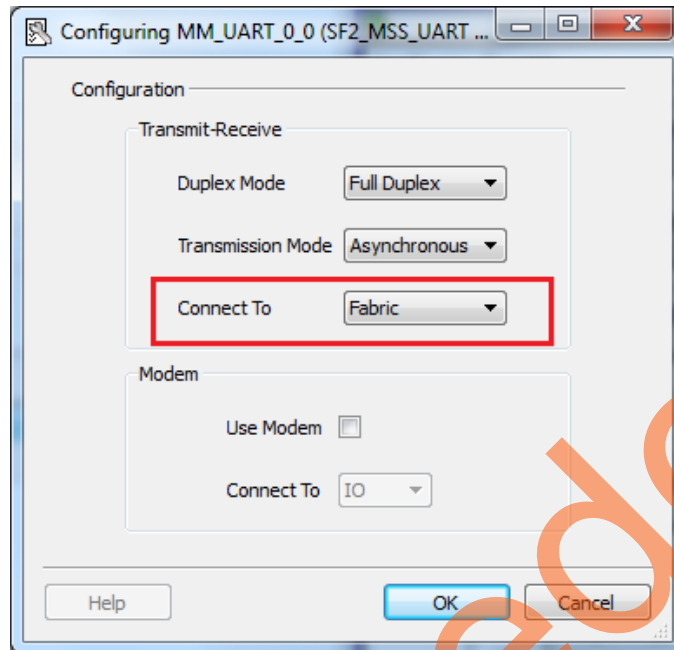 Configuring MM_UART_0_0 (SF2_MSS_UART ...
Configuration
Transmit-Receive
Duplex Mode Full Duplex
Transmission Mode Asynchronous
Connect To Fabric
Modem
Use Modem
Connect To IO
Help OK Cancel